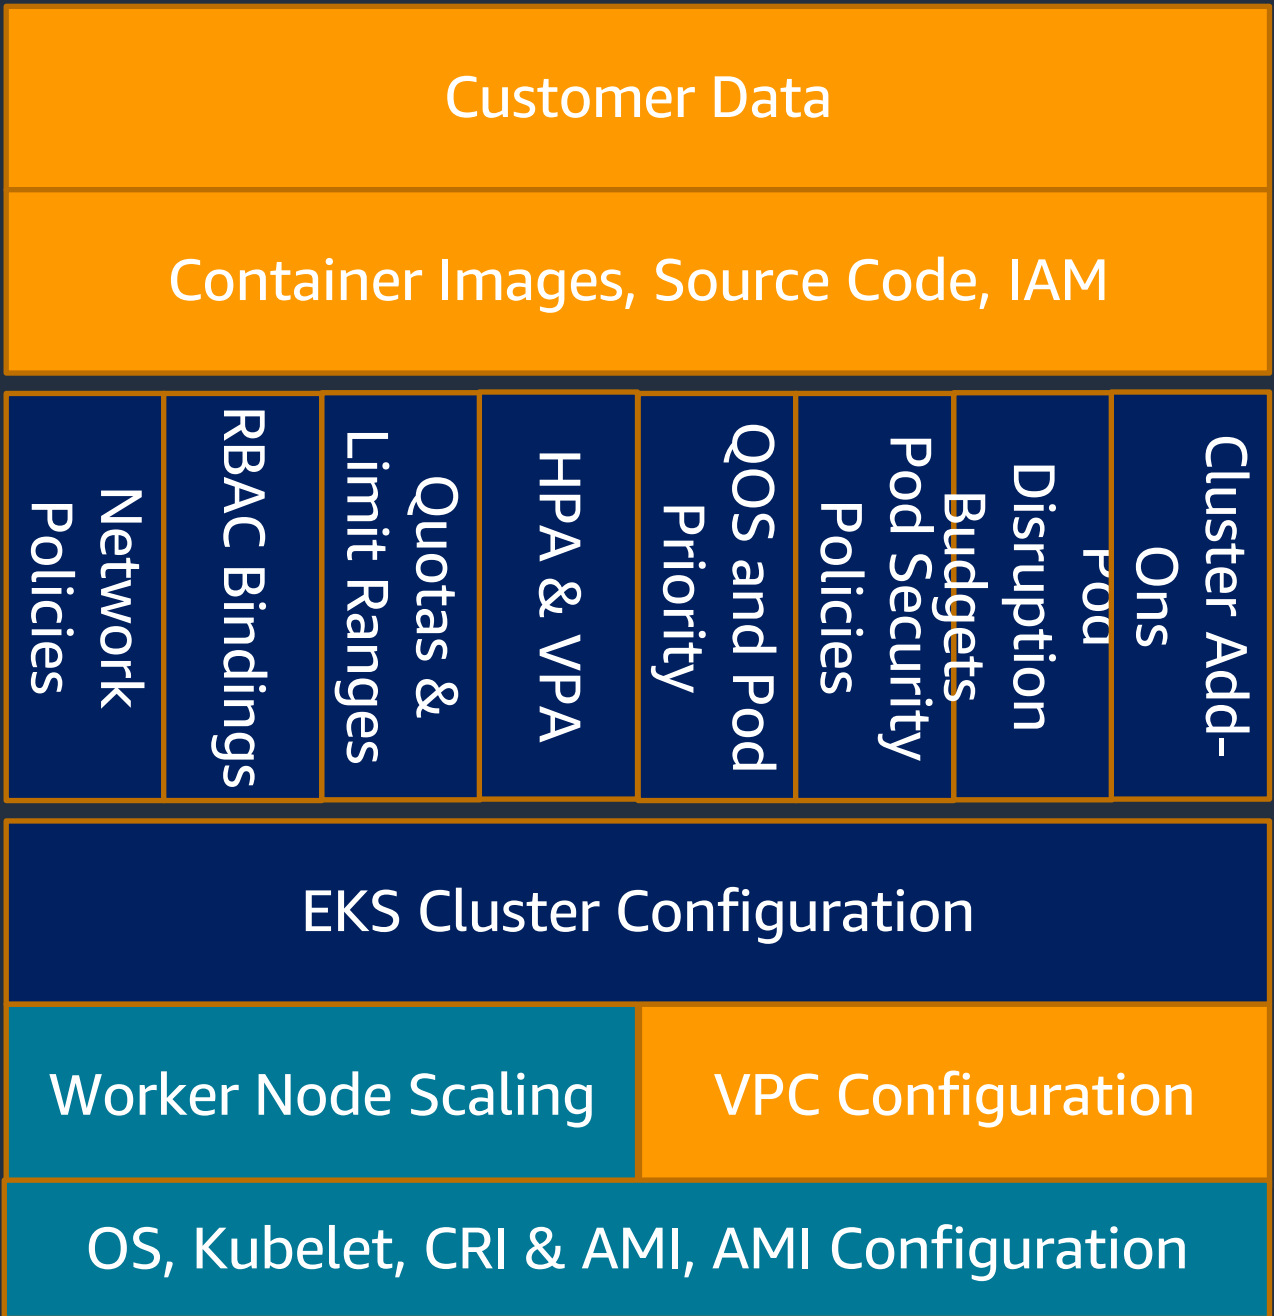 Customer Data
Container Images, Source Code, IAM
Network
Policies
RBAC Bindings
Quotas &
Limit Ranges
HPA & VPA
QOS and Pod
Priority
Pod Security
Policies
Pod
Disruption
Budgets
Cluster Add-
Ons
EKS Cluster Configuration
Worker Node Scaling
VPC Configuration
OS, Kubelet, CRI & AMI, AMI Configuration